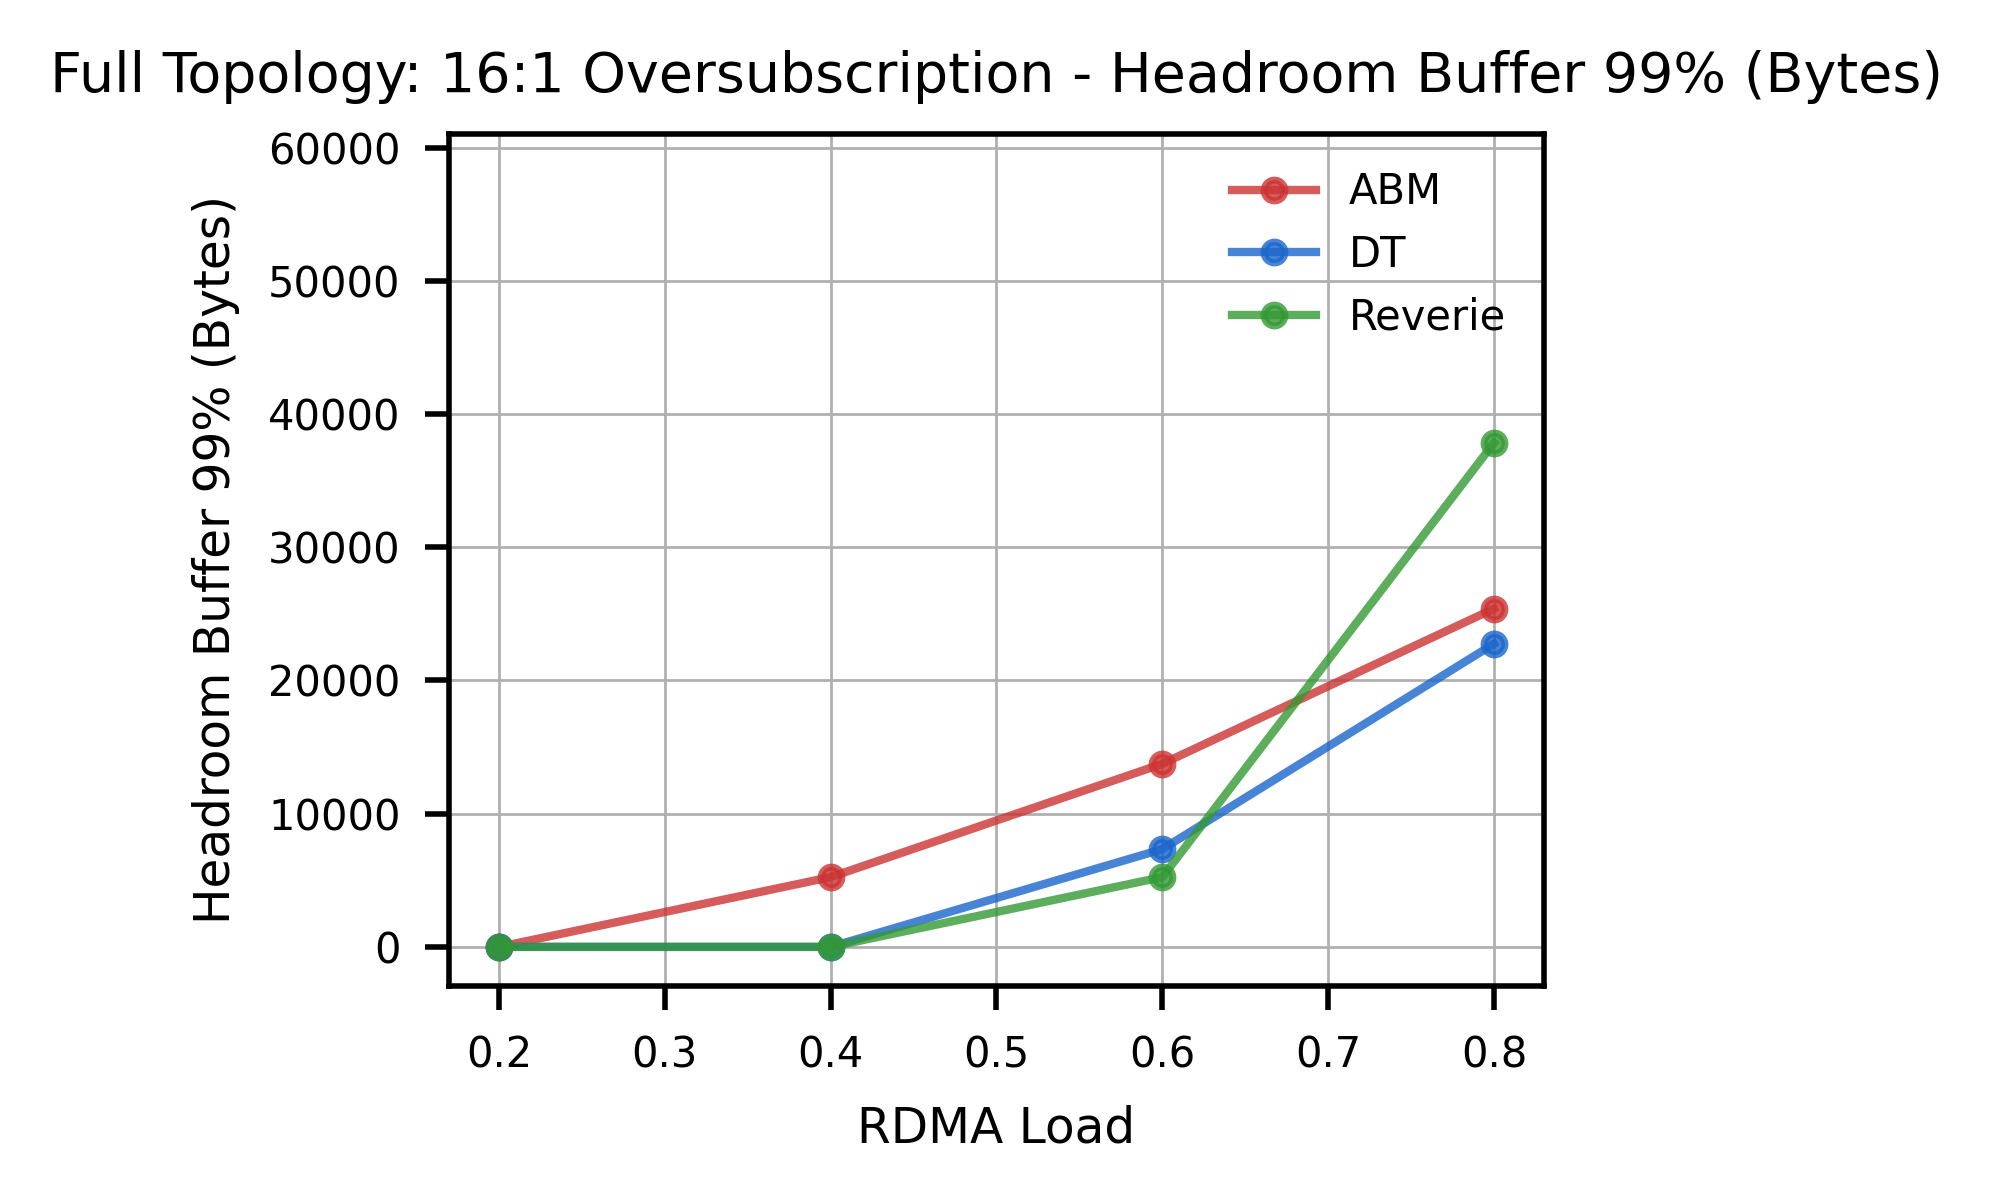 Full Topology: 16:1 Oversubscription - Headroom Buffer 99% (Bytes)
Headroom Buffer 99% (Bytes)
60000
50000
40000
30000
20000
10000
0
ABM
DT
Reverie
0.2 0.3 0.4 0.5 0.6 0.7 0.8
RDMA Load